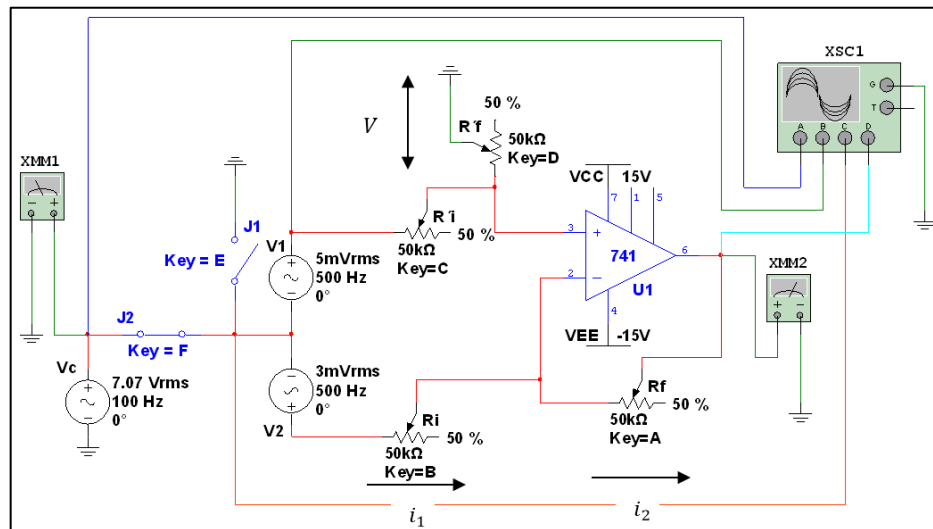 XSC1
G
T
A
B
C
D
50 %
V
R'f
50kΩ
Key=D
XMM1
VCC
15V
7
1
5
J1
Key = E
V1
R'i
50 %
50kΩ
Key=C
3
741
6
2
U1
5mVrms
500 Hz
0°
XMM2
J2
Key = F
4
VEE
-15V
Vc
7.07 Vrms
100 Hz
0°
3mVrms
500 Hz
0°
V2
Ri
50 %
50kΩ
Key=B
Rf
50 %
50kΩ
Key=A
i₁
i₂